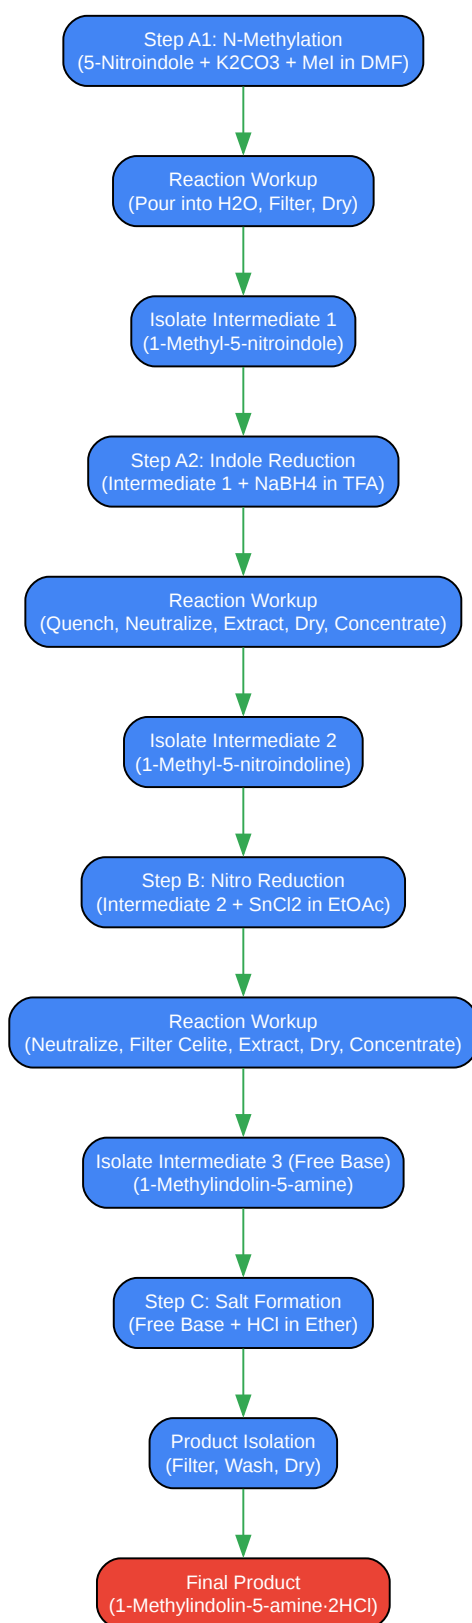 Step A1: N-Methylation
(5-Nitroindole + K2CO3 + MeI in DMF)
Reaction Workup
(Pour into H2O, Filter, Dry)
Isolate Intermediate 1
(1-Methyl-5-nitroindole)
Step A2: Indole Reduction
(Intermediate 1 + NaBH4 in TFA)
Reaction Workup
(Quench, Neutralize, Extract, Dry, Concentrate)
Isolate Intermediate 2
(1-Methyl-5-nitroindoline)
Step B: Nitro Reduction
(Intermediate 2 + SnCl2 in EtOAc)
Reaction Workup
(Neutralize, Filter Celite, Extract, Dry, Concentrate)
Isolate Intermediate 3 (Free Base)
(1-Methylindolin-5-amine)
Step C: Salt Formation
(Free Base + HCl in Ether)
Product Isolation
(Filter, Wash, Dry)
Final Product
(1-Methylindolin-5-amine·2HCl)